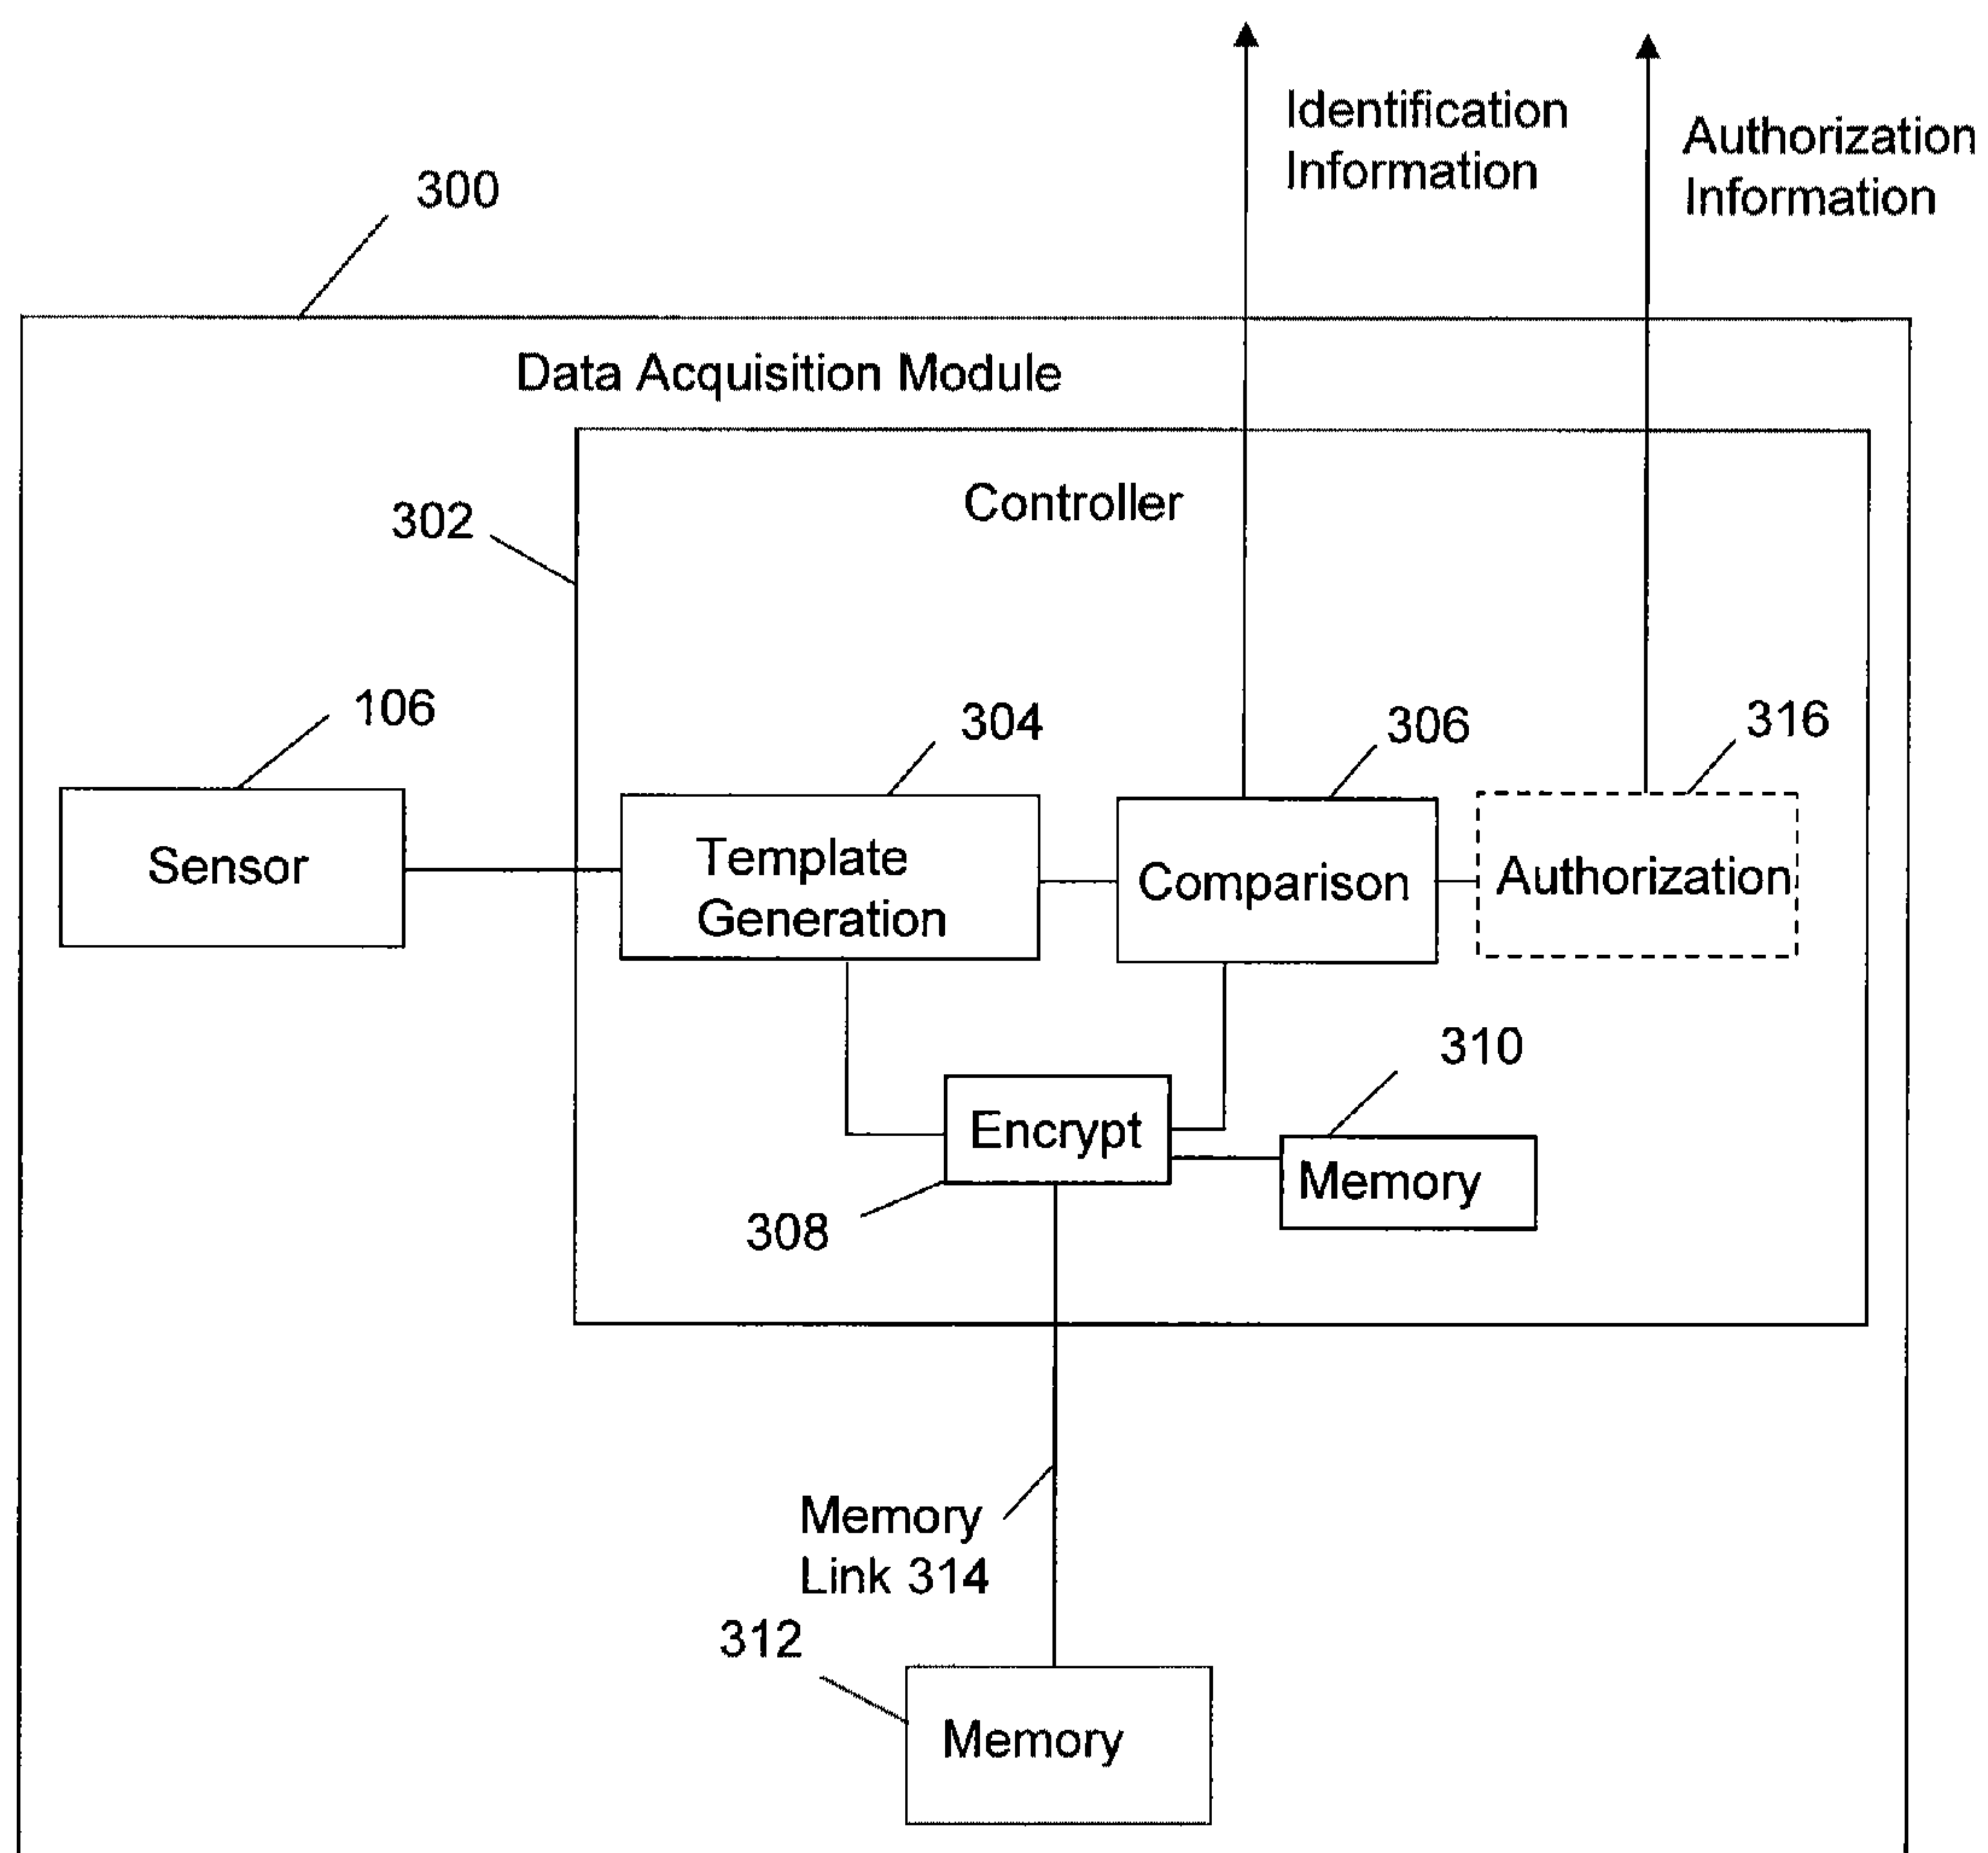 Identification
Information
Authorization
Information
300
Data Acquisition Module
302
Controller
106
304
306
316
Sensor
Template
Generation
Comparison
Authorization
310
Encrypt
Memory
308
Memory
Link 314
312
Memory